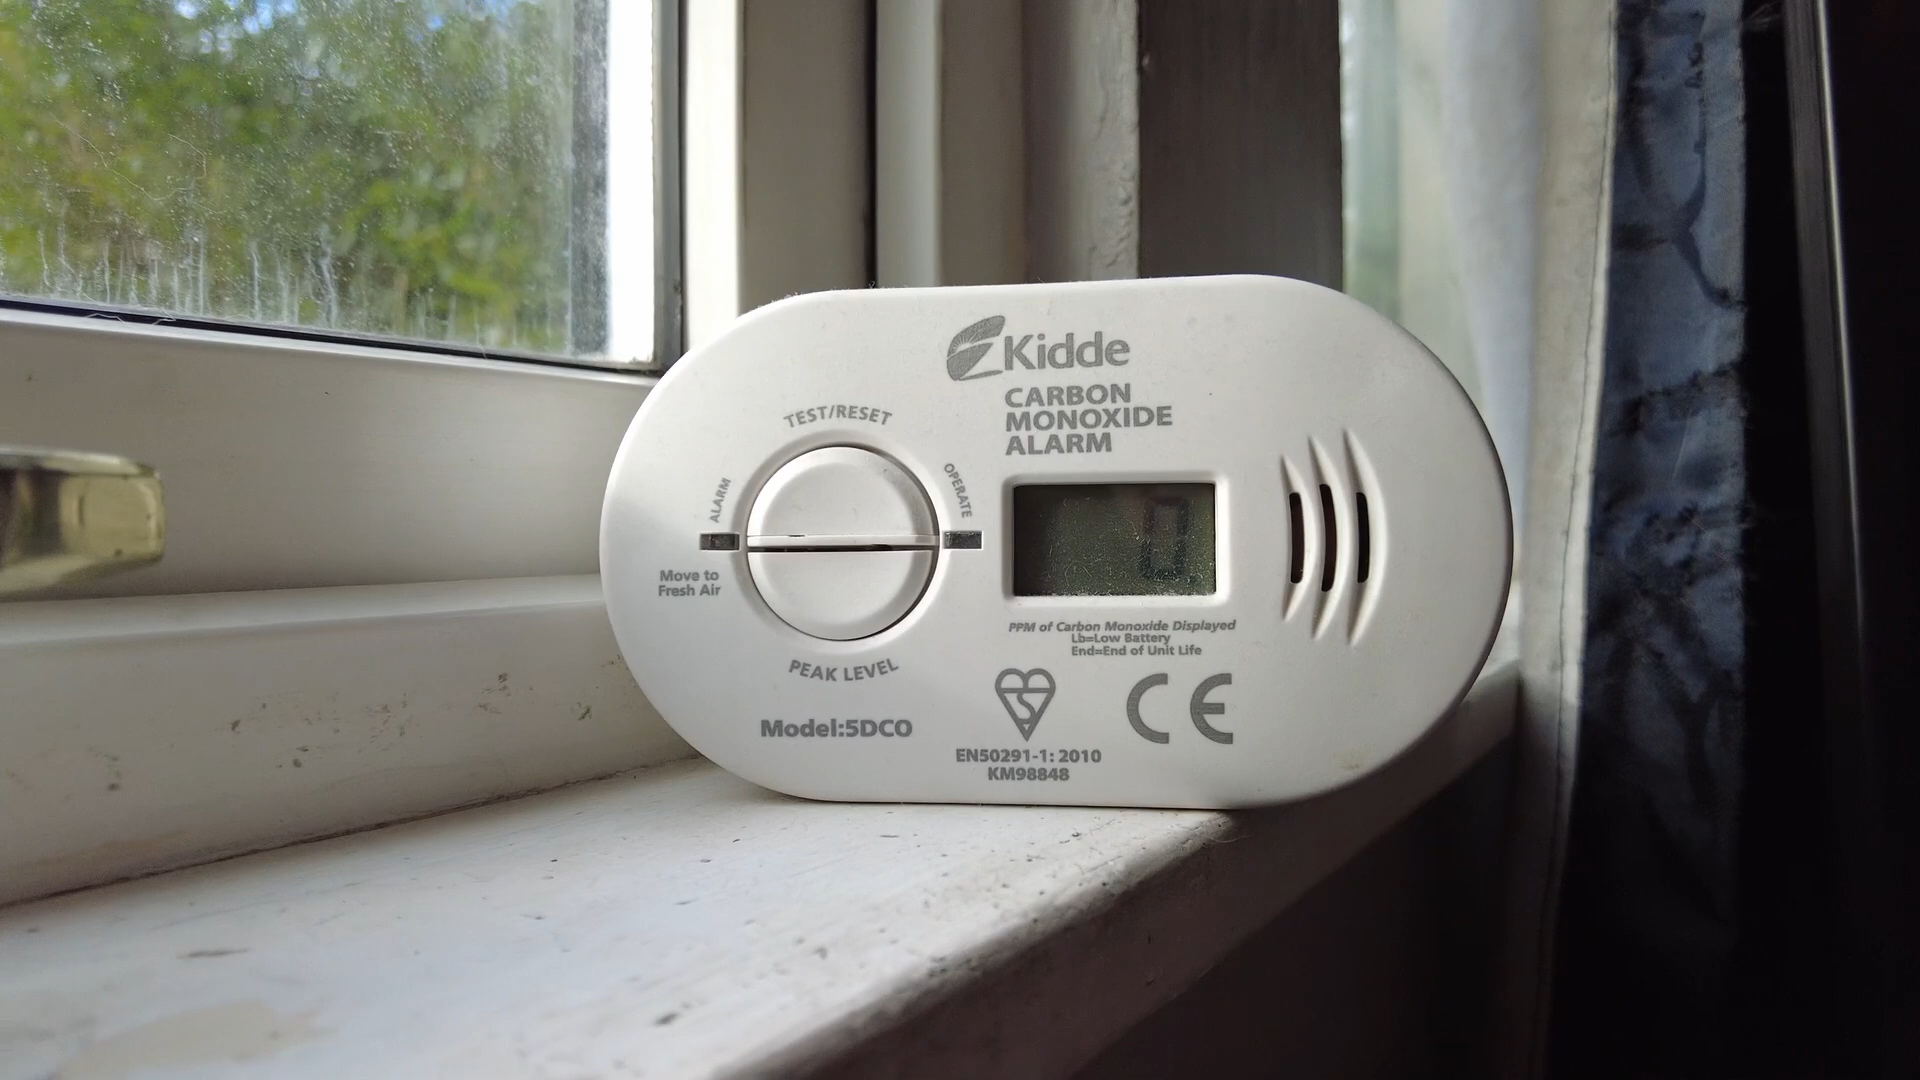 Kidde
CARBON
MONOXIDE
ALARM
TEST/RESET
ALARM
OPERATE
0
Move to
Fresh Air
PPM of Carbon Monoxide Displayed
Lb=Low Battery
End=End of Unit Life
PEAK LEVEL
Model:5DCO
CE
EN50291-1: 2010
KM98848